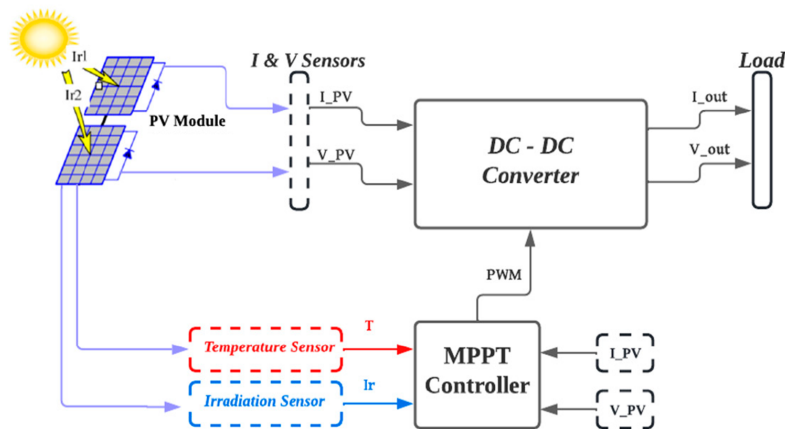 Ir1
Ir2
PV Module
I & V Sensors
I_PV
V_PV
DC - DC
Converter
Load
I_out
V_out
PWM
Temperature Sensor
T
Irradiation Sensor
Ir
MPPT
Controller
I_PV
V_PV